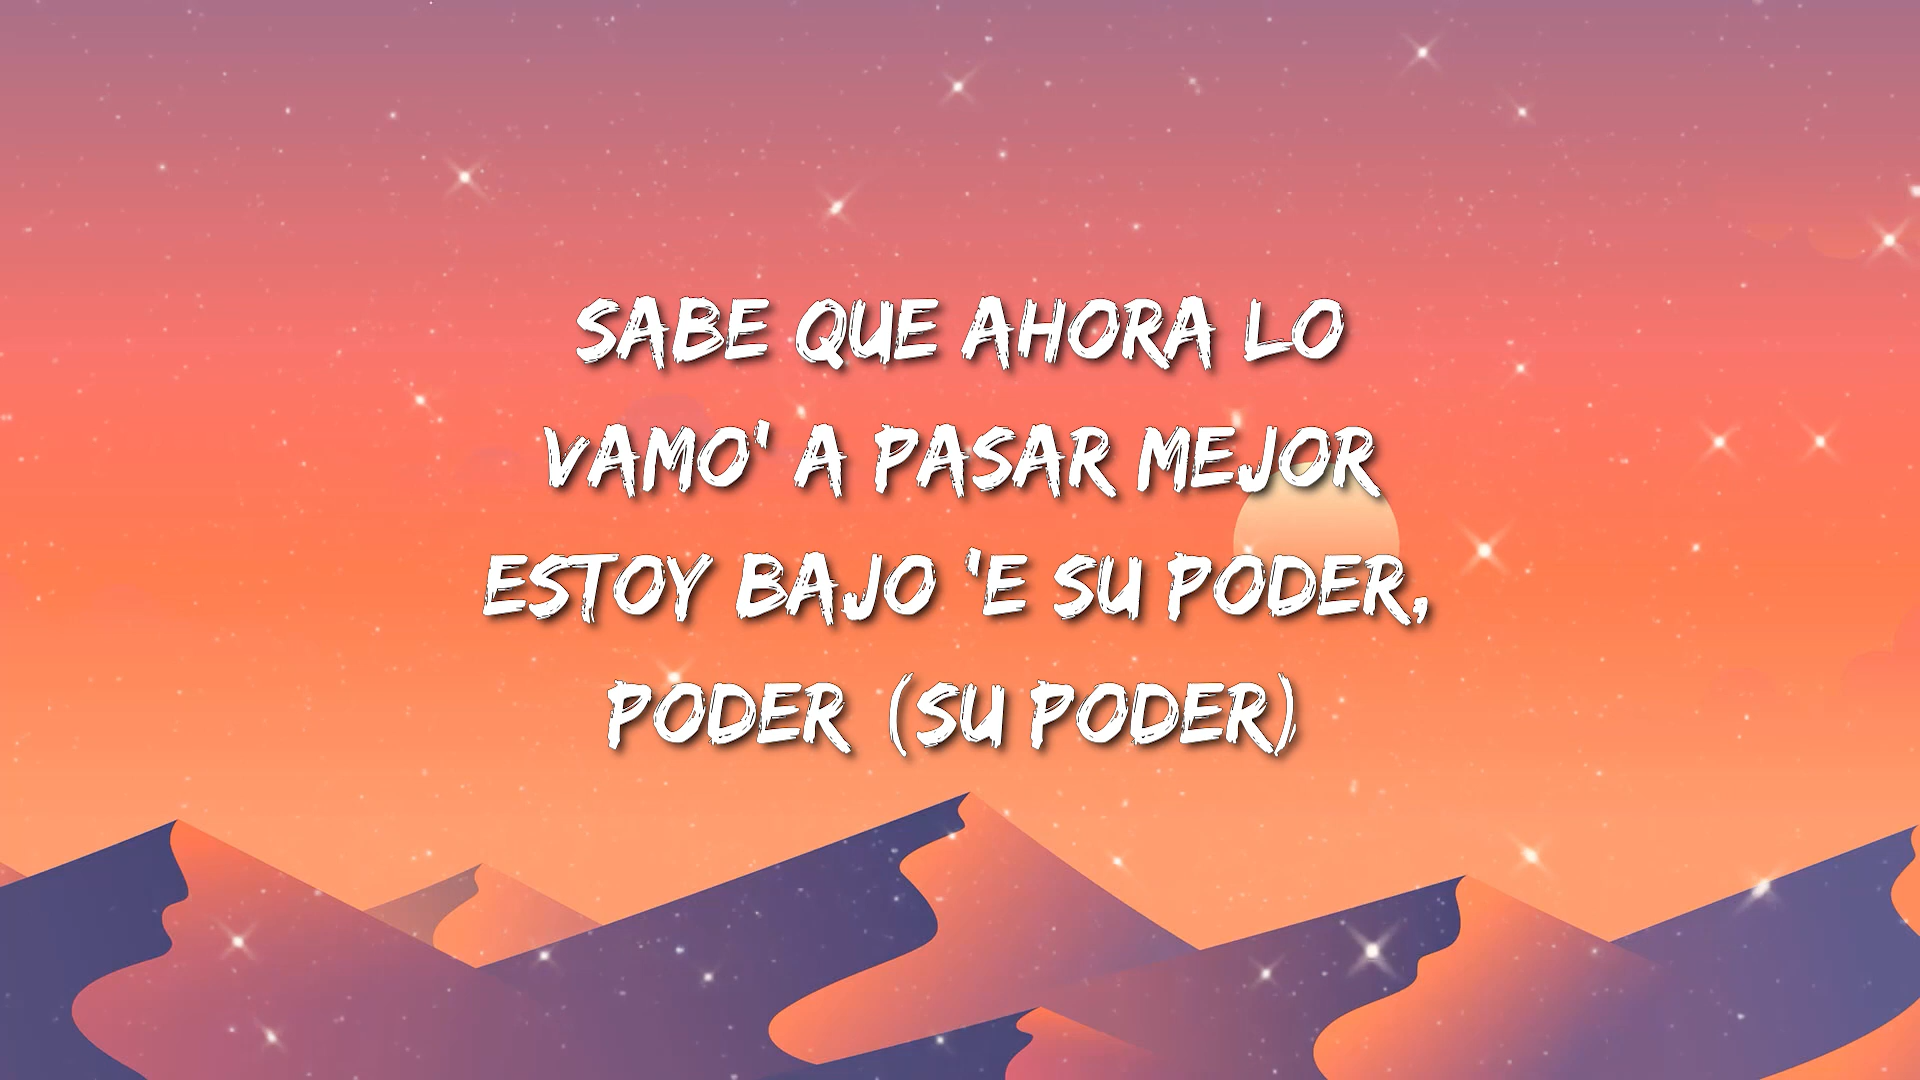 SABE QUE AHORA LO
VAMO' A PASAR MEJOR
ESTOY BAJO 'E SU PODER,
PODER (SU PODER)